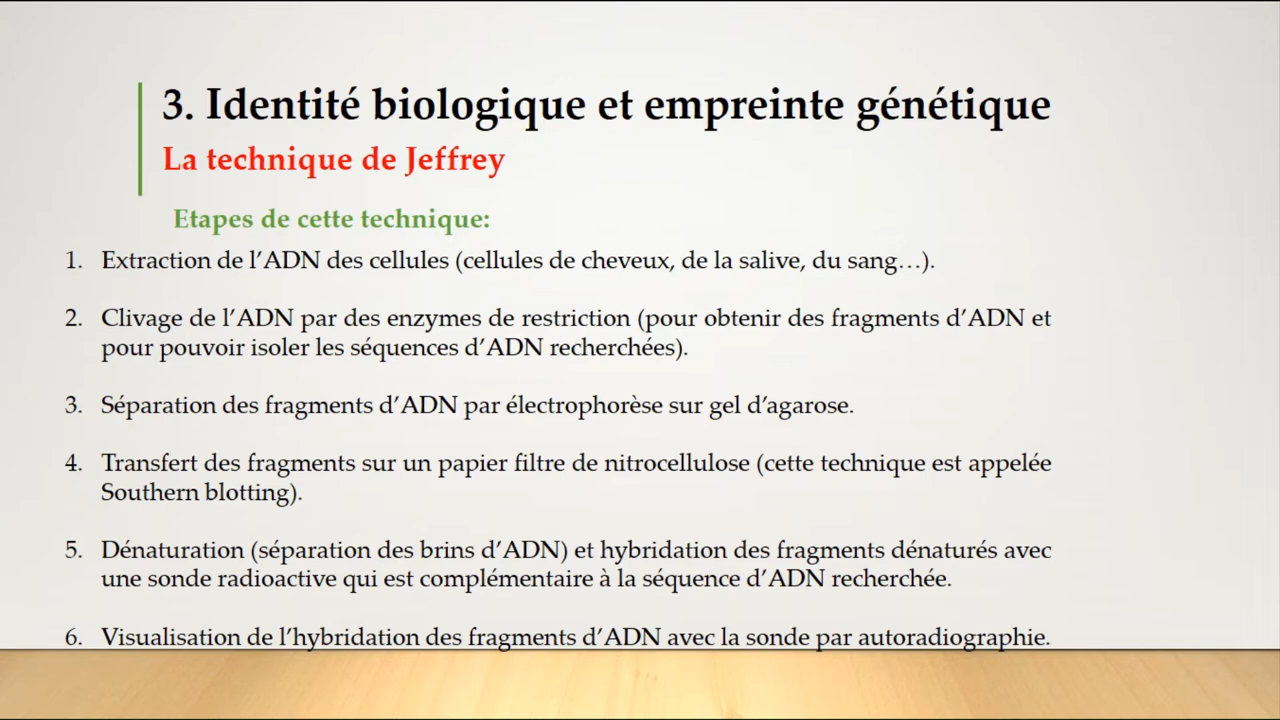 3. Identité biologique et empreinte génétique
La technique de Jeffrey
Etapes de cette technique:
1. Extraction de l’ADN des cellules (cellules de cheveux, de la salive, du sang…).
2. Clivage de l’ADN par des enzymes de restriction (pour obtenir des fragments d’ADN et
pour pouvoir isoler les séquences d’ADN recherchées).
3. Séparation des fragments d’ADN par électrophorèse sur gel d’agarose.
4. Transfert des fragments sur un papier filtre de nitrocellulose (cette technique est appelée
Southern blotting).
5. Dénaturation (séparation des brins d’ADN) et hybridation des fragments dénaturés avec
une sonde radioactive qui est complémentaire à la séquence d’ADN recherchée.
6. Visualisation de l’hybridation des fragments d’ADN avec la sonde par autoradiographie.